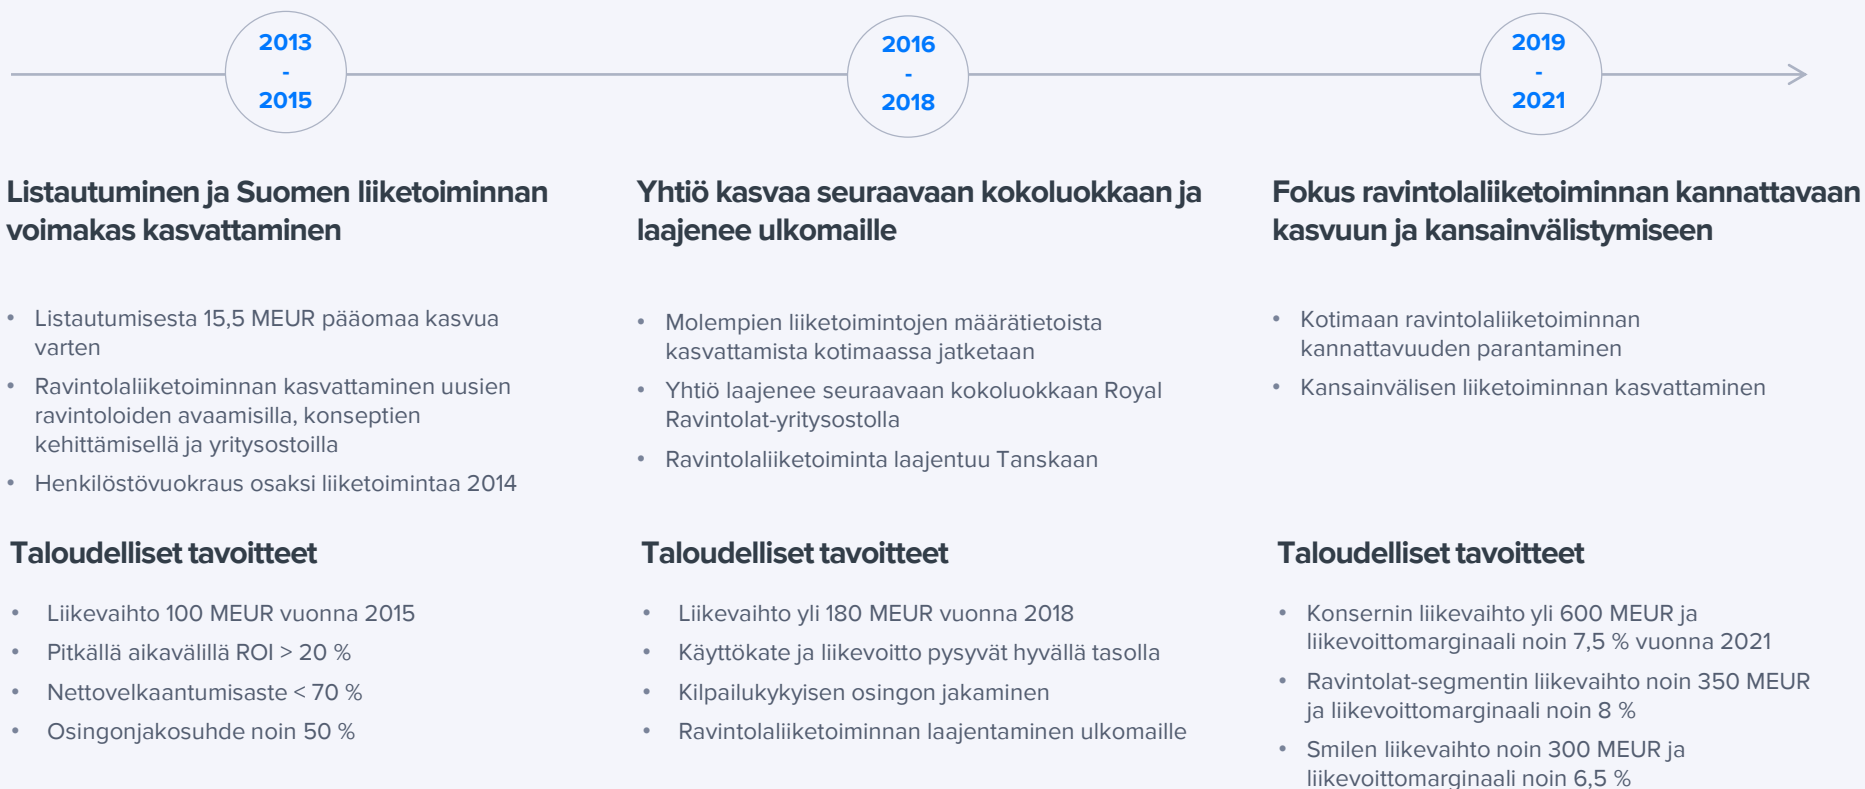 2013
-
2015
2016
-
2018
2019
-
2021
Listautuminen ja Suomen liiketoiminnan
voimakas kasvattaminen
• Listautumisesta 15,5 MEUR pääomaa kasvua
varten
• Ravintolaliiketoiminnan kasvattaminen uusien
ravintoloiden avaamisilla, konseptien
kehittämisellä ja yritysostoilla
• Henkilöstövuokraus osaksi liiketoimintaa 2014
Taloudelliset tavoitteet
• Liikevaihto 100 MEUR vuonna 2015
• Pitkällä aikavälillä ROI > 20 %
• Nettovelkaantumisaste < 70 %
• Osingonjakosuhde noin 50 %
Yhtiö kasvaa seuraavaan kokoluokkaan ja
laajenee ulkomaille
• Molempien liiketoimintojen määrätietoista
kasvattamista kotimaassa jatketaan
• Yhtiö laajenee seuraavaan kokoluokkaan Royal
Ravintolat-yritysostolla
• Ravintolaliiketoiminta laajentuu Tanskaan
Taloudelliset tavoitteet
• Liikevaihto yli 180 MEUR vuonna 2018
• Käyttökate ja liikevoitto pysyvät hyvällä tasolla
• Kilpailukykyisen osingon jakaminen
• Ravintolaliiketoiminnan laajentaminen ulkomaille
Fokus ravintolaliiketoiminnan kannattavaan
kasvuun ja kansainvälistymiseen
• Kotimaan ravintolaliiketoiminnan
kannattavuuden parantaminen
• Kansainvälisen liiketoiminnan kasvattaminen
Taloudelliset tavoitteet
• Konsernin liikevaihto yli 600 MEUR ja
liikevoittomarginaali noin 7,5 % vuonna 2021
• Ravintolat-segmentin liikevaihto noin 350 MEUR
ja liikevoittomarginaali noin 8 %
• Smilen liikevaihto noin 300 MEUR ja
liikevoittomarginaali noin 6,5 %